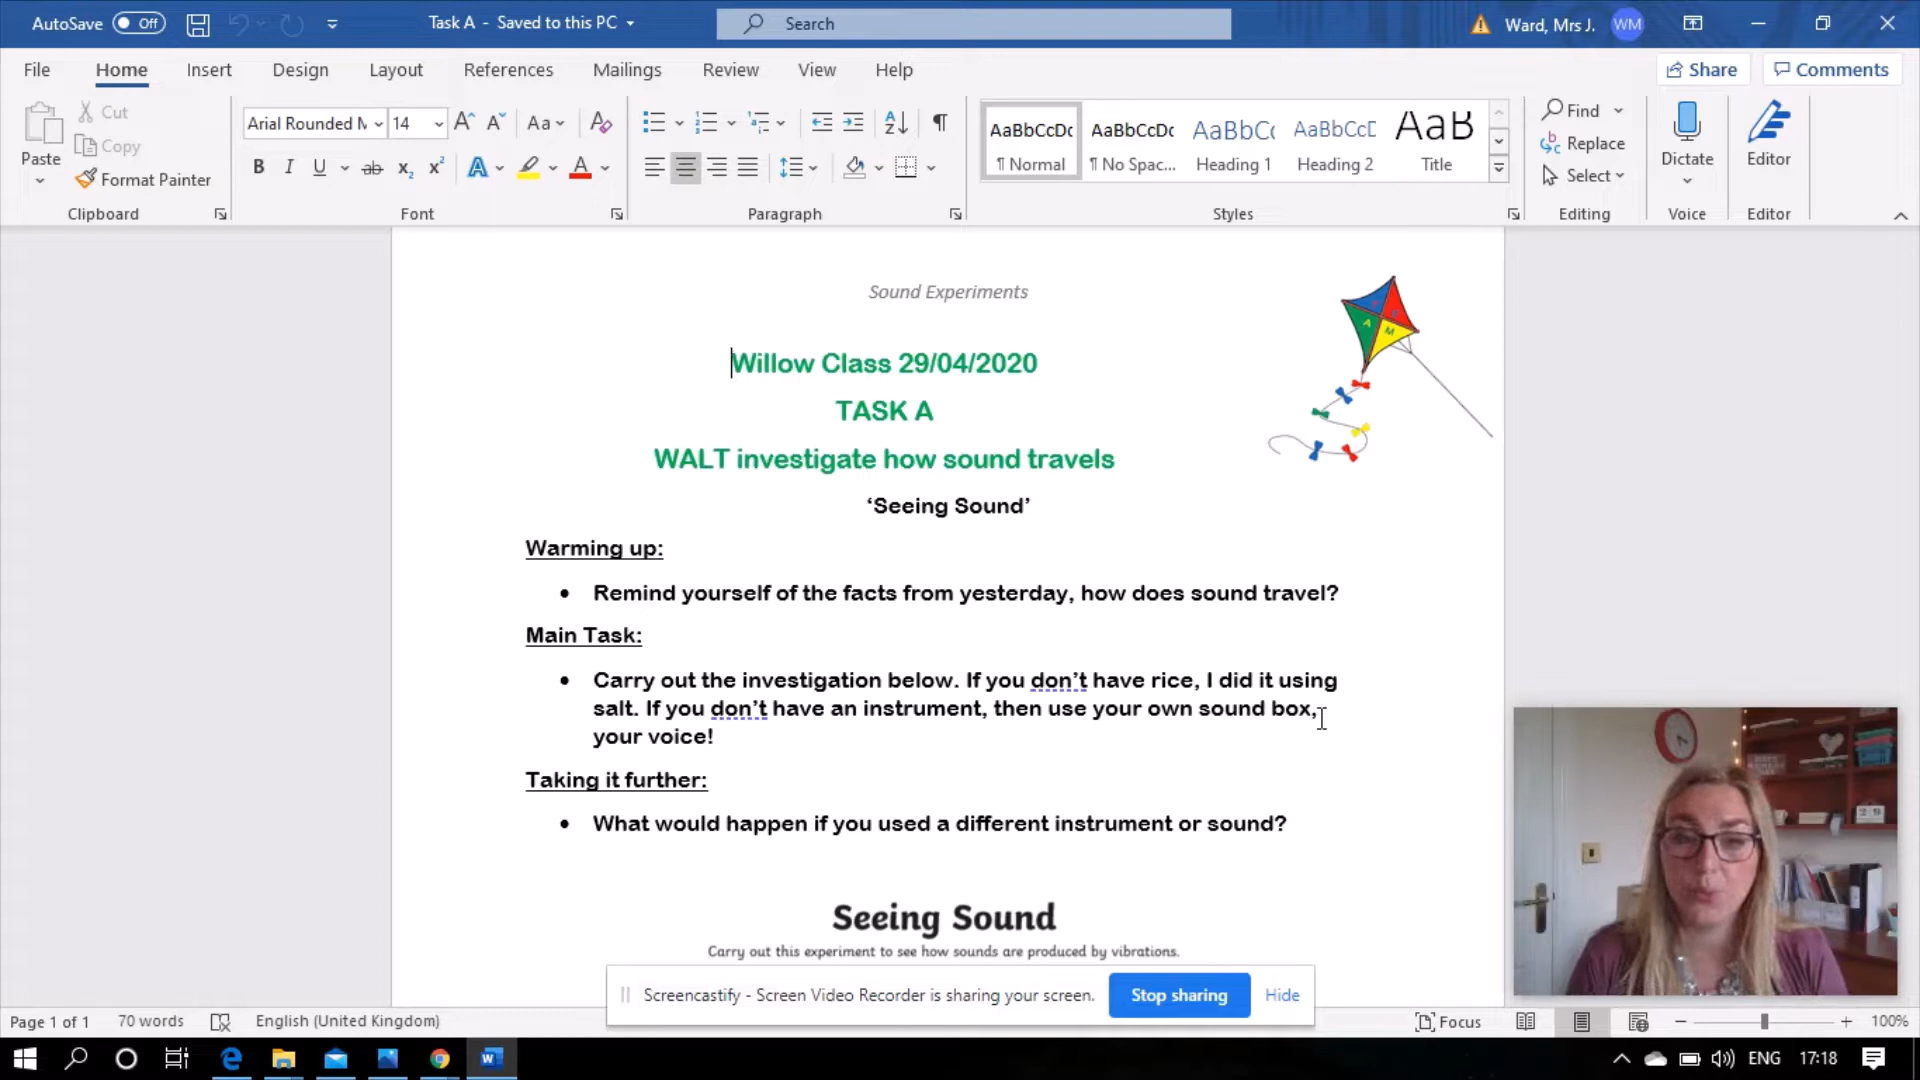 AutoSave Off Task A - Saved to this PC Search Ward, Mrs J. WM
File Home Insert Design Layout References Mailings Review View Help Share Comments
Paste
Cut
Copy
Format Painter
Clipboard
Arial Rounded M 14
Font
Paragraph
AaBbCcDc
¶ Normal
AaBbCcDc
¶ No Spac...
AaBbCc
Heading 1
AaBbCcD
Heading 2
AaB
Title
Styles
Find
Replace
Select
Editing
Dictate
Voice
Editor
Editor
Sound Experiments
Willow Class 29/04/2020
TASK A
WALT investigate how sound travels
‘Seeing Sound’
Warming up:
• Remind yourself of the facts from yesterday, how does sound travel?
Main Task:
• Carry out the investigation below. If you don’t have rice, I did it using
salt. If you don’t have an instrument, then use your own sound box,
your voice!
Taking it further:
• What would happen if you used a different instrument or sound?
Seeing Sound
Carry out this experiment to see how sounds are produced by vibrations.
Screencastify - Screen Video Recorder is sharing your screen. Stop sharing Hide
Page 1 of 1 70 words English (United Kingdom) Focus 100%
ENG 17:18